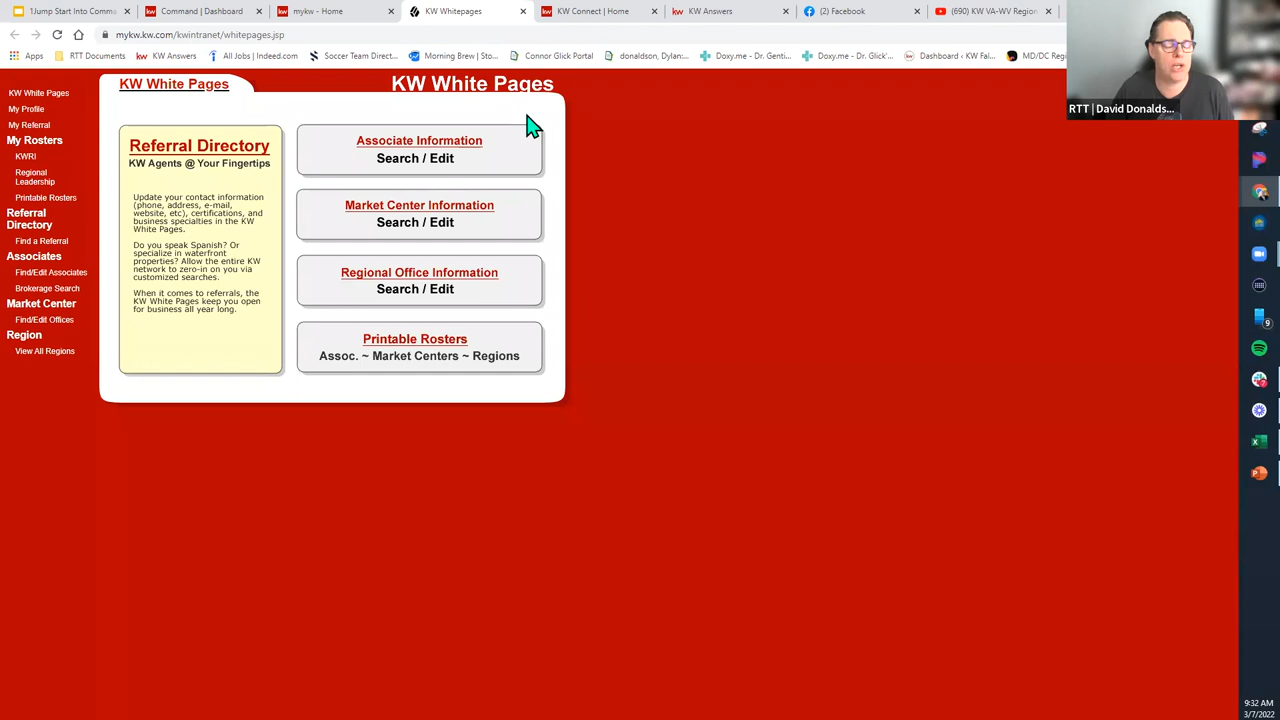 1Jump Start Into Comma
Command | Dashboard
mykw - Home
KW Whitepages
KW Connect | Home
KW Answers
(2) Facebook
(690) KW VA-WV Region
mykw.kw.com/kwintranet/whitepages.jsp
Apps
RTT Documents
KW Answers
All Jobs | Indeed.com
Soccer Team Direct...
Morning Brew | Sto...
Connor Glick Portal
donaldson, Dylan:...
Doxy.me - Dr. Genti...
Doxy.me - Dr. Glick'...
Dashboard ‹ KW Fal...
MD/DC Region
RTT | David Donalds...
KW White Pages
My Profile
My Referral
My Rosters
KWRI
Regional
Leadership
Printable Rosters
Referral
Directory
Find a Referral
Associates
Find/Edit Associates
Brokerage Search
Market Center
Find/Edit Offices
Region
View All Regions
KW White Pages
KW White Pages
Referral Directory
KW Agents @ Your Fingertips
Update your contact information
(phone, address, e-mail,
website, etc), certifications, and
business specialties in the KW
White Pages.
Do you speak Spanish? Or
specialize in waterfront
properties? Allow the entire KW
network to zero-in on you via
customized searches.
When it comes to referrals, the
KW White Pages keep you open
for business all year long.
Associate Information
Search / Edit
Market Center Information
Search / Edit
Regional Office Information
Search / Edit
Printable Rosters
Assoc. ~ Market Centers ~ Regions
9
9:32 AM
3/7/2022